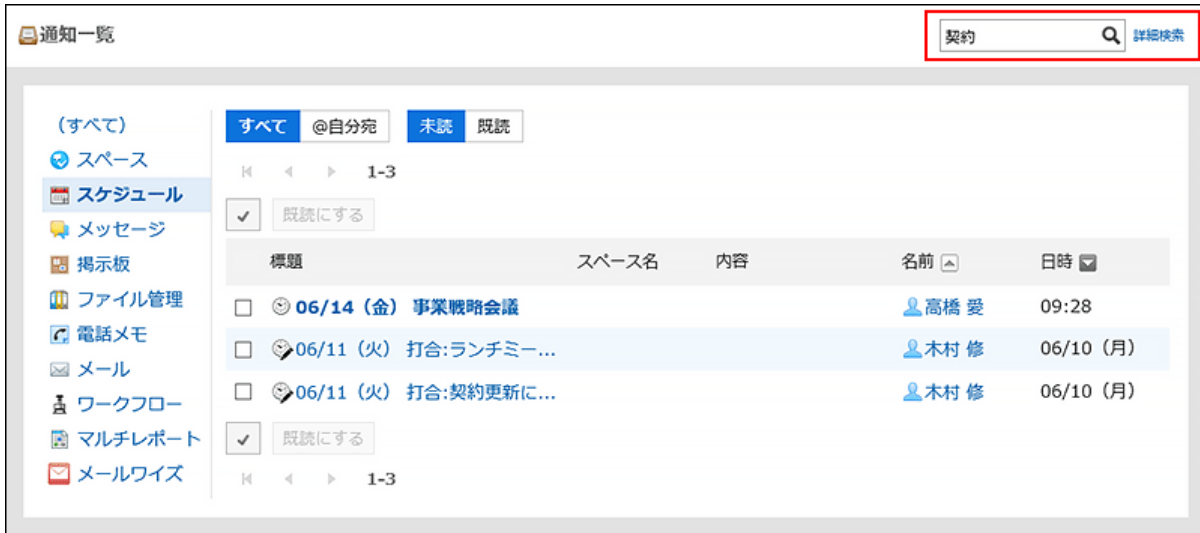 通知一覧
契約 詳細検索
(すべて)
スペース
スケジュール
メッセージ
掲示板
ファイル管理
電話メモ
メール
ワークフロー
マルチレポート
メールワイズ
すべて @自分宛 未読 既読
1-3
既読にする
標題 スペース名 内容 名前 日時
06/14（金） 事業戦略会議 高橋 愛 09:28
06/11（火） 打合:ランチミー... 木村 修 06/10（月）
06/11（火） 打合:契約更新に... 木村 修 06/10（月）
既読にする
1-3